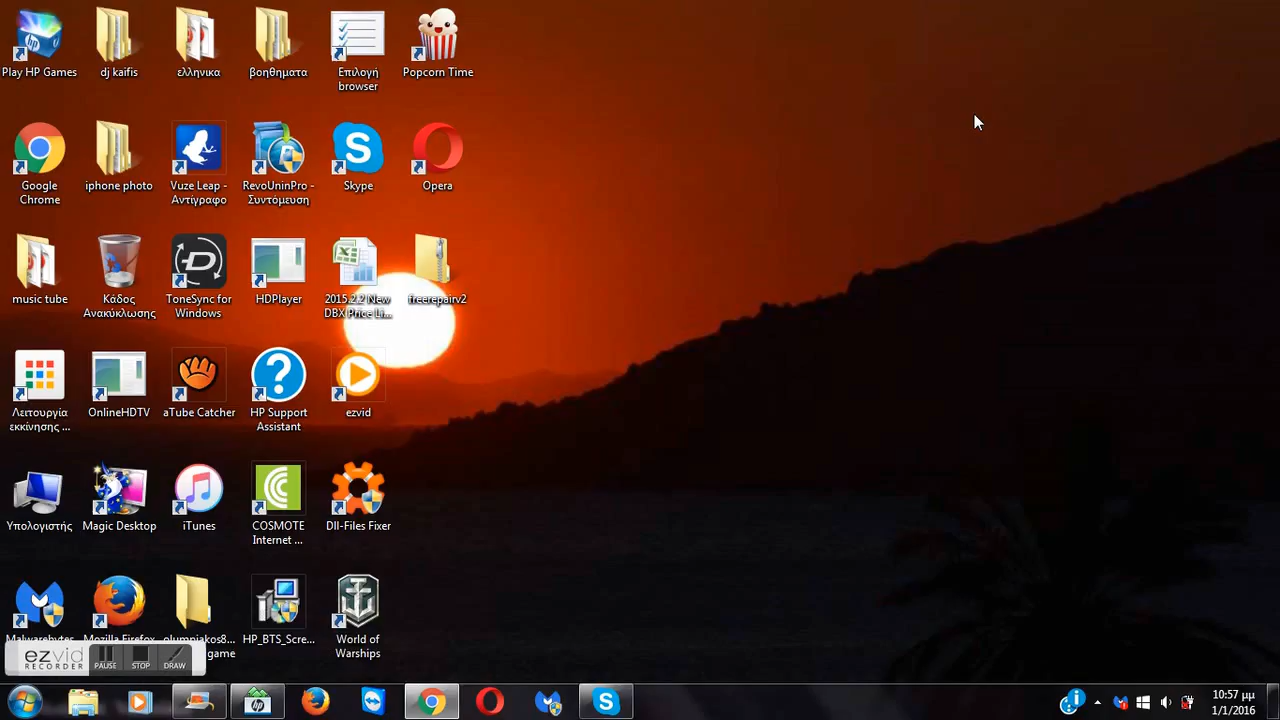 Play HP Games
dj kaifis
ελληνικα
βοηθηματα
Επιλογή
browser
Popcorn Time
Google
Chrome
iphone photo
Vuze Leap -
Αντίγραφο
RevoUninPro -
Συντόμευση
Skype
Opera
music tube
Κάδος
Ανακύκλωσης
ToneSync for
Windows
HDPlayer
2015.2.2 New
DBX Price Li...
freerepairv2
Λειτουργία
εκκίνησης ...
OnlineHDTV
aTube Catcher
HP Support
Assistant
ezvid
Υπολογιστής
Magic Desktop
iTunes
COSMOTE
Internet ...
Dll-Files Fixer
Malwarebytes
Mozilla Firefox
olumpiakos8...
game
HP_BTS_Scre...
World of
Warships
ezvid
RECORDER
PAUSE
STOP
DRAW
10:57 μμ
1/1/2016